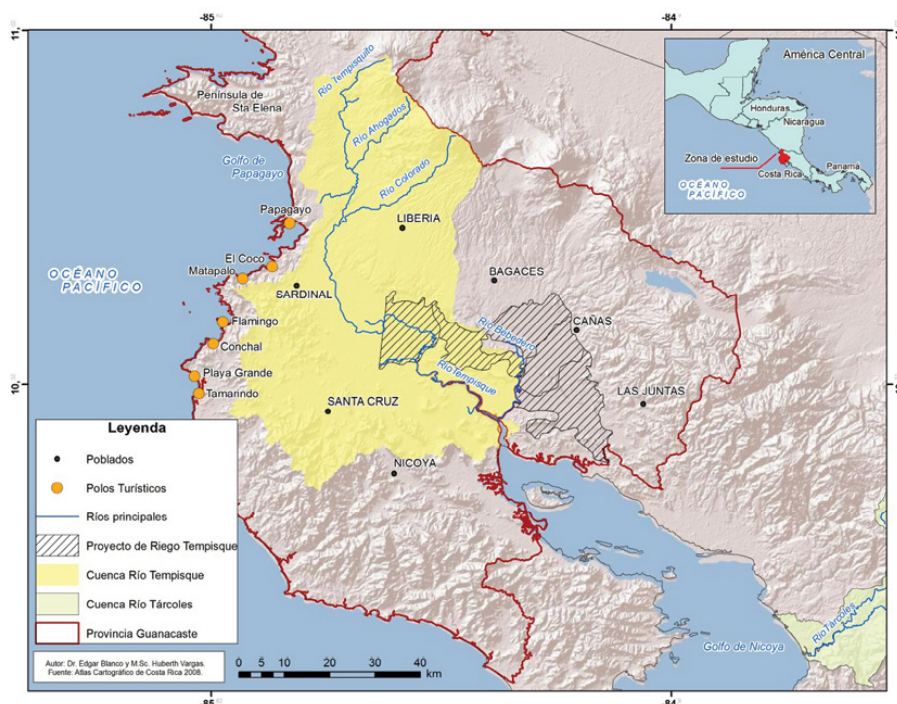 -85
-84
11,
11,
América Central
Honduras
Nicaragua
Zona de estudio
Costa Rica
Panamá
OCÉANO
PACÍFICO
Península de
Sta Elena
Río Tempisquito
Río Ahogados
Río Colorado
Golfo de
Papagayo
Papagayo
LIBERIA
El Coco
Matapalo
OCÉANO
PACÍFICO
SARDINAL
BAGACES
Flamingo
Conchal
Río Bebedero
CAÑAS
Playa Grande
Tamarindo
Río Tempisque
SANTA CRUZ
LAS JUNTAS
NICOYA
10,
10,
Leyenda
Poblados
Polos Turísticos
Ríos principales
Proyecto de Riego Tempisque
Cuenca Río Tempisque
Cuenca Río Tárcoles
Provincia Guanacaste
Río Tárcoles
Golfo de Nicoya
Autor: Dr. Edgar Blanco y M.Sc. Huberth Vargas.
Fuente: Atlas Cartográfico de Costa Rica 2008.
0 5 10 20 30 40
km
-85
-84